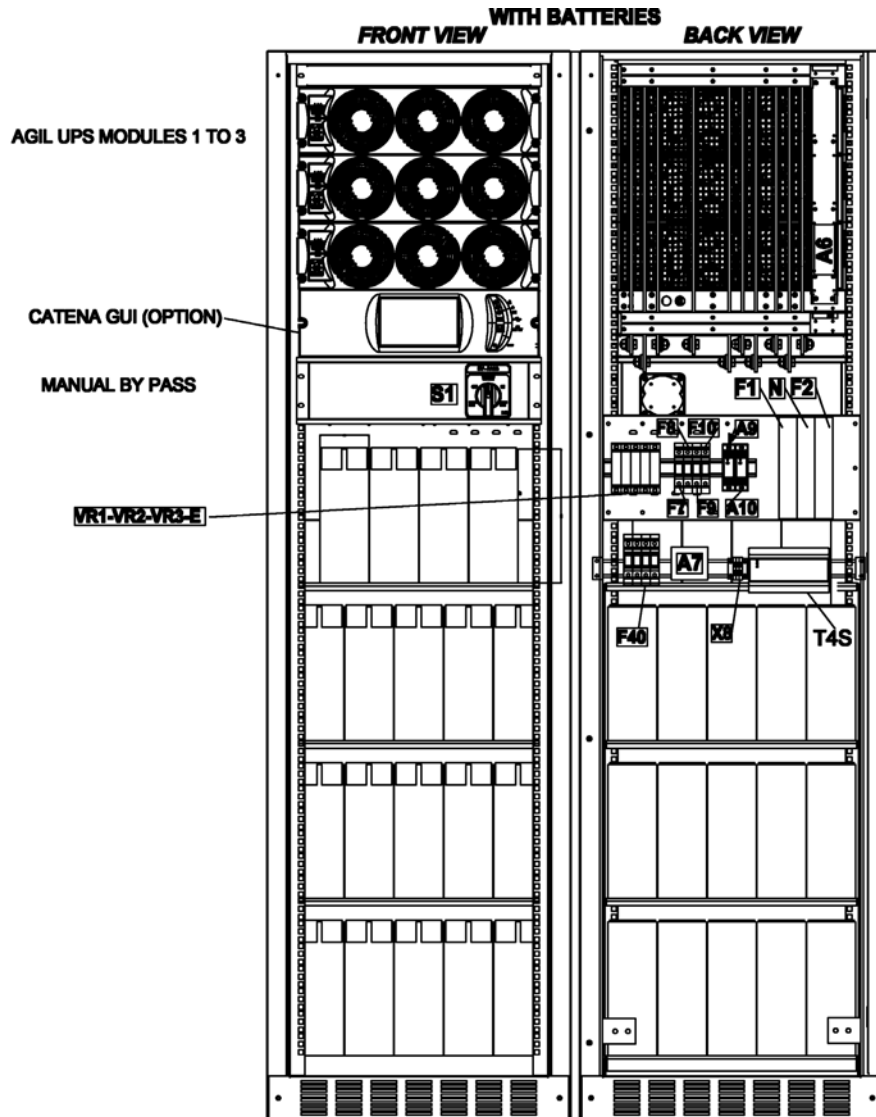 WITH BATTERIES
FRONT VIEW
BACK VIEW
AGIL UPS MODULES 1 TO 3
A6
CATENA GUI (OPTION)
MANUAL BY PASS
S1
F1 N F2
F8 F10 A9
VR1-VR2-VR3-E
F7 F9 A10
A7
F40
X8
T4S